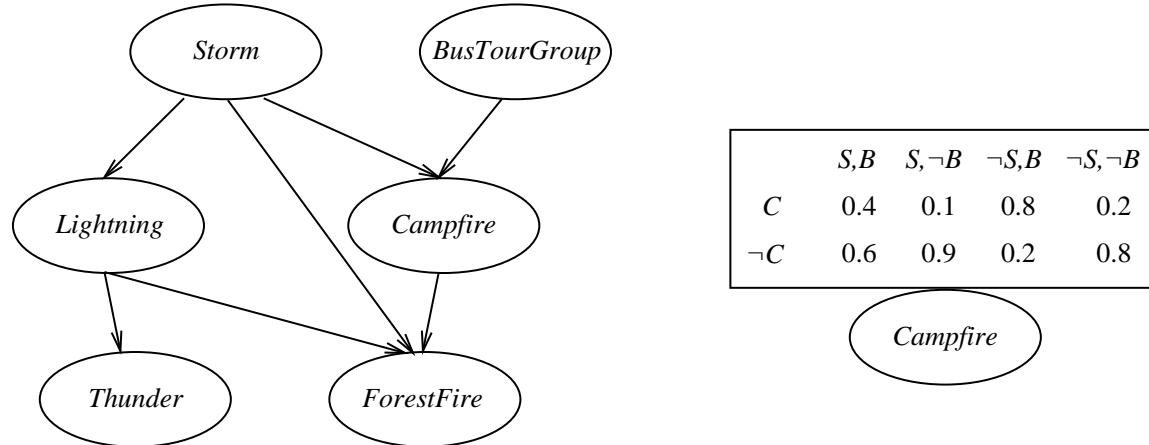 Storm
BusTourGroup
Lightning
Campfire
Thunder
ForestFire
S,B S,¬B ¬S,B ¬S,¬B
C 0.4 0.1 0.8 0.2
¬C 0.6 0.9 0.2 0.8
Campfire